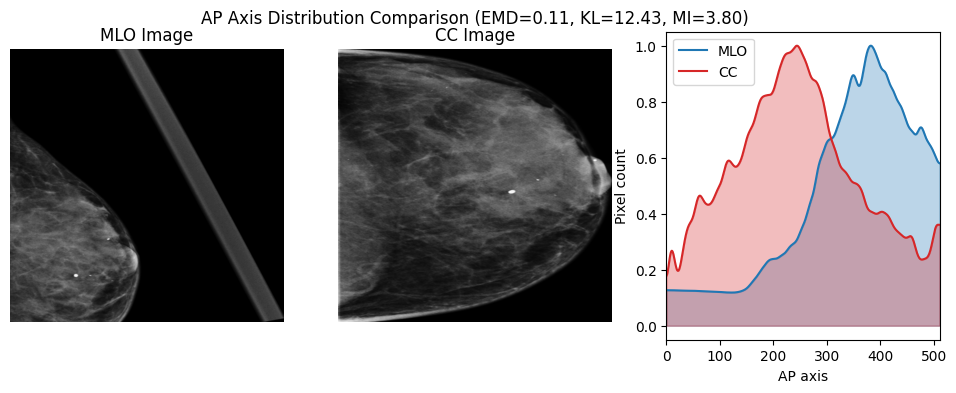 AP Axis Distribution Comparison (EMD=0.11, KL=12.43, MI=3.80)
MLO Image
CC Image
MLO
CC
Pixel count
1.0
0.8
0.6
0.4
0.2
0.0
0 100 200 300 400 500
AP axis